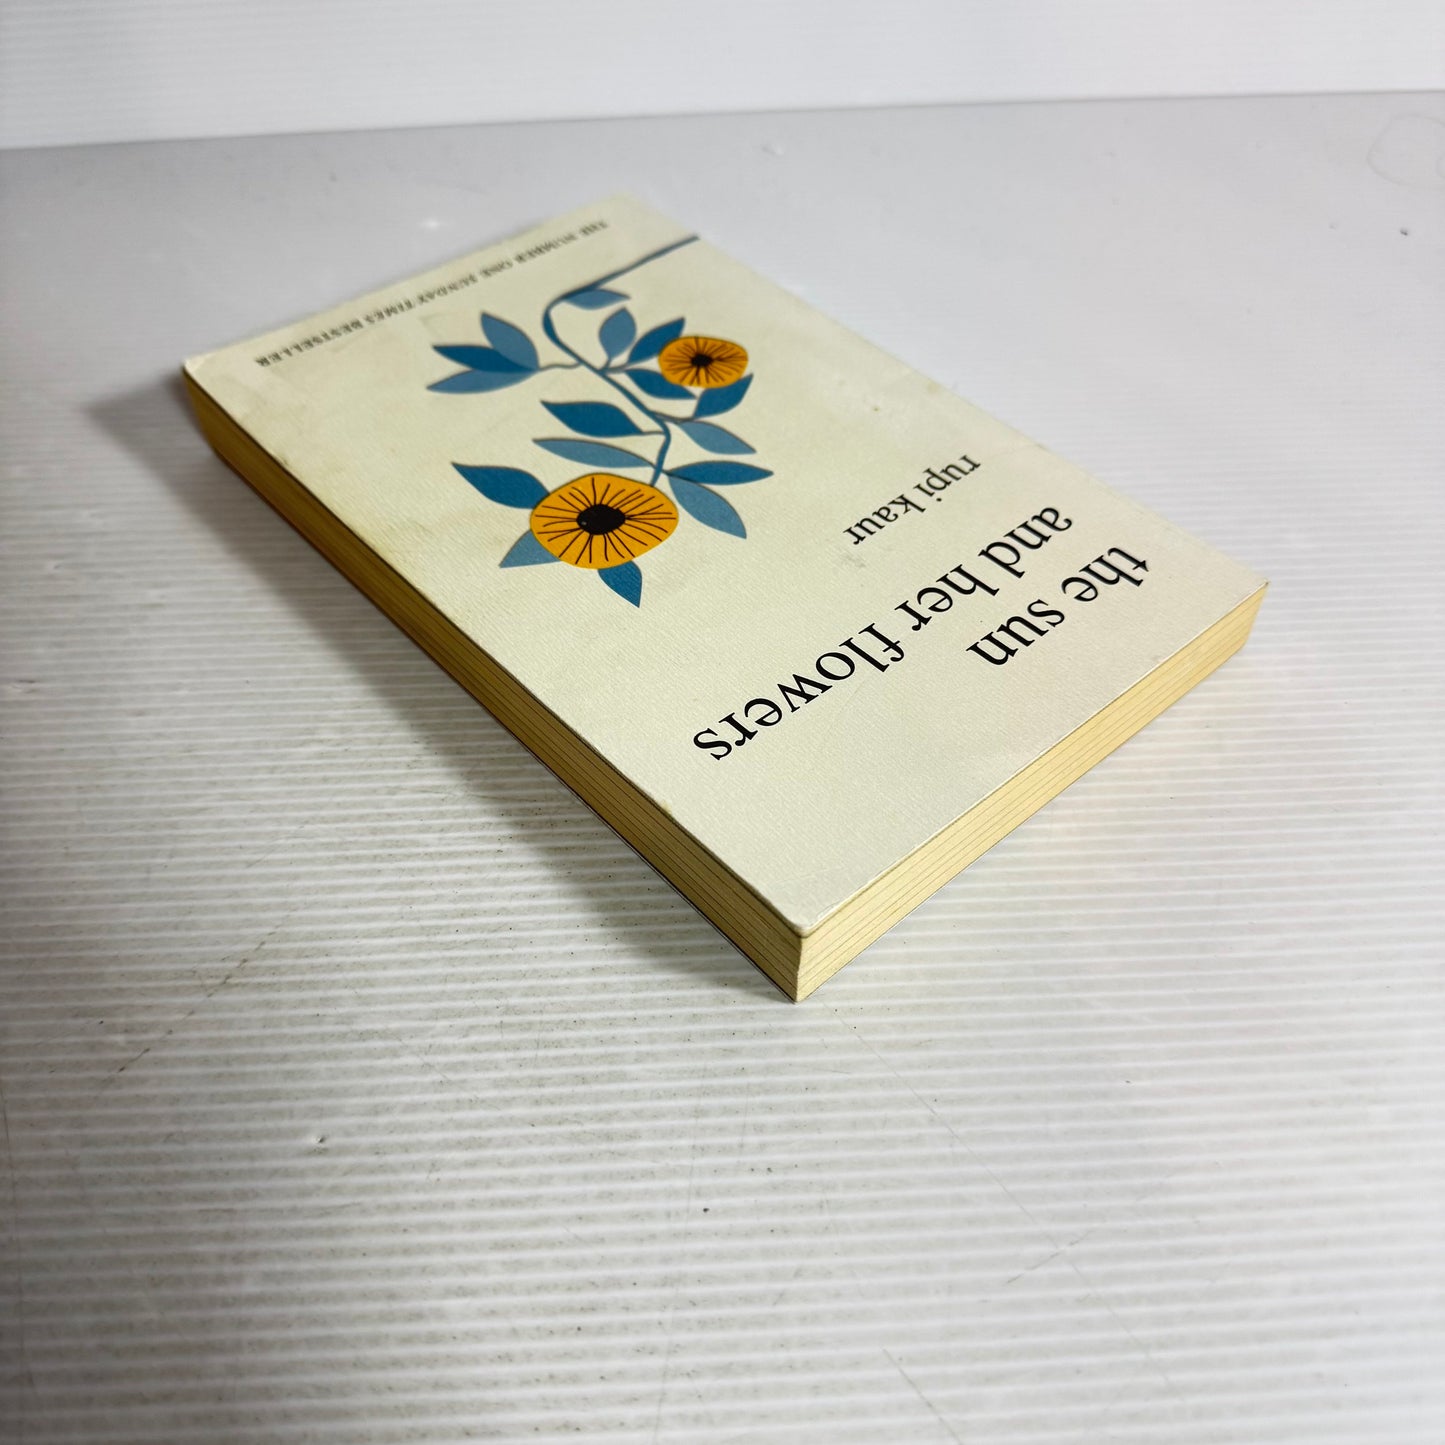 the sun
and her flowers
rupi kaur
THE NUMBER ONE SUNDAY TIMES BESTSELLER